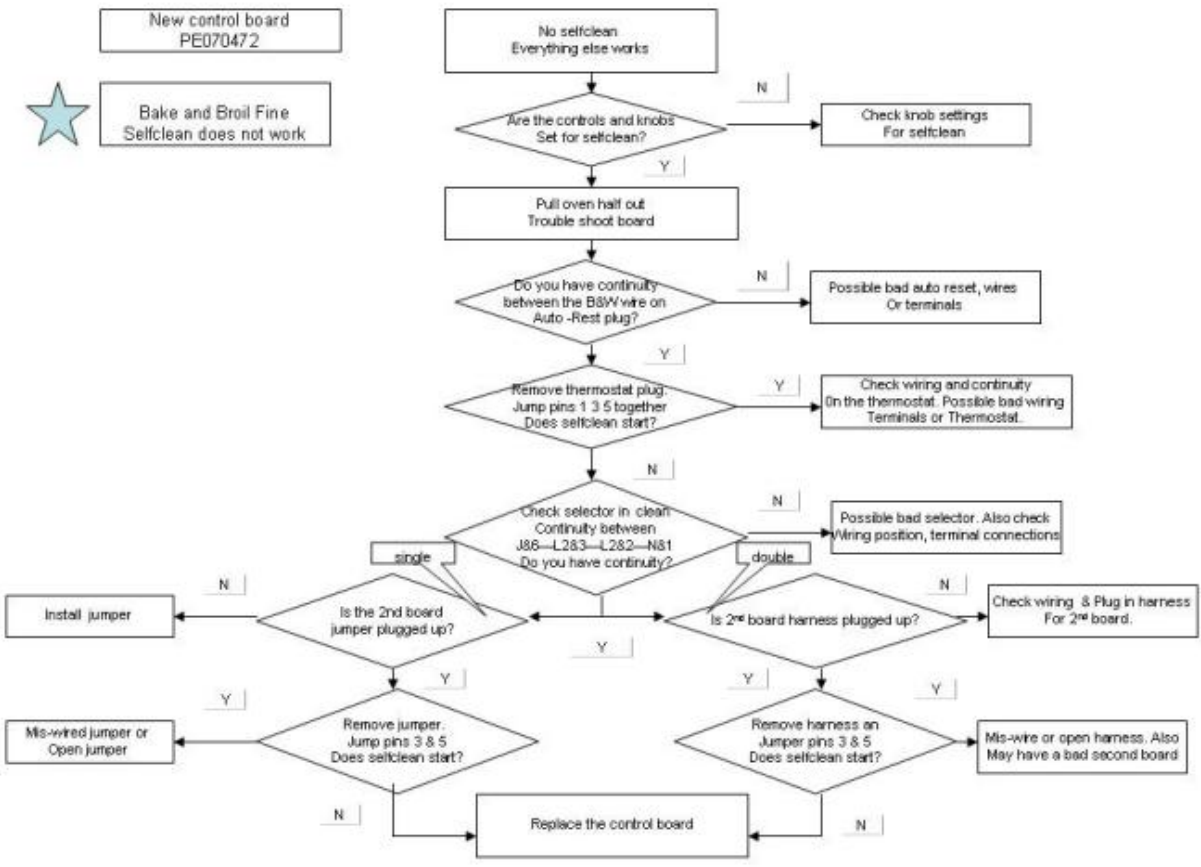 New control board
PE070472
Bake and Broil Fine
Selfclean does not work
No selfclean
Everything else works
Are the controls and knobs
Set for selfclean?
N
Check knob settings
For selfclean
Y
Pull oven half out
Trouble shoot board
Do you have continuity
between the B&W wire on
Auto -Rest plug?
N
Possible bad auto reset, wires
Or terminals
Y
Remove thermostat plug.
Jump pins 1 3 5 together
Does selfclean start?
Y
Check wiring and continuity
On the thermostat. Possible bad wiring
Terminals or Thermostat.
N
Check selector in clean
Continuity between
J&6---L2&3---L2&2---N&1
Do you have continuity?
N
Possible bad selector. Also check
Wiring position, terminal connections
single
double
N
Install jumper
Is the 2nd board
jumper plugged up?
Y
Is 2nd board harness plugged up?
N
Check wiring & Plug in harness
For 2nd board.
Y
Y
Y
Y
Mis-wired jumper or
Open jumper
Remove jumper.
Jump pins 3 & 5
Does selfclean start?
Remove harness an
Jumper pins 3 & 5
Does selfclean start?
Mis-wire or open harness. Also
May have a bad second board
N
Replace the control board
N